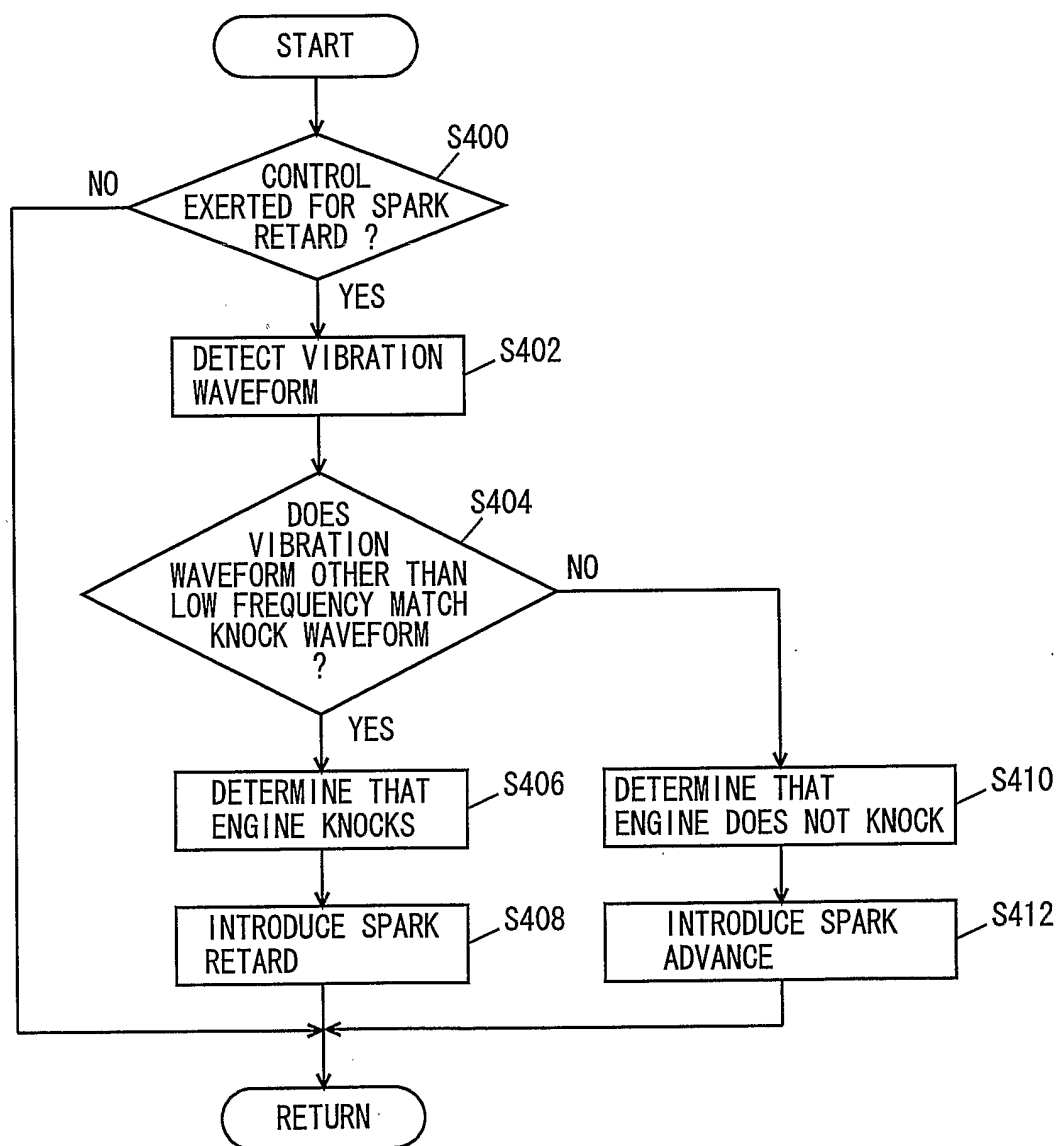 START
S400
NO
CONTROL
EXERTED FOR SPARK
RETARD ?
YES
S402
DETECT VIBRATION
WAVEFORM
S404
DOES
VIBRATION
WAVEFORM OTHER THAN
LOW FREQUENCY MATCH
KNOCK WAVEFORM
?
NO
YES
DETERMINE THAT
ENGINE KNOCKS
S406
DETERMINE THAT
ENGINE DOES NOT KNOCK
S410
INTRODUCE SPARK
RETARD
S408
INTRODUCE SPARK
ADVANCE
S412
RETURN